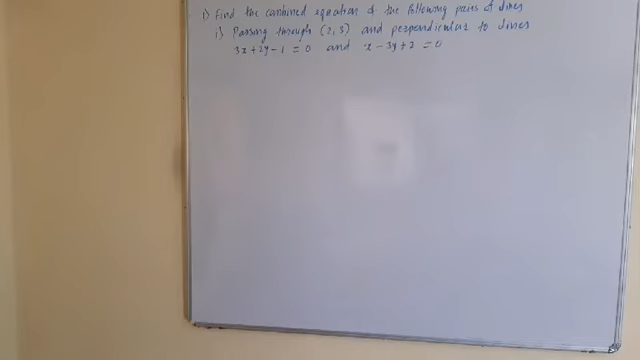 1) Find the combined equation of the following pairs of lines
i) Passing through (2,3) and perpendicular to lines
3x+2y-1=0 and x-3y+2=0